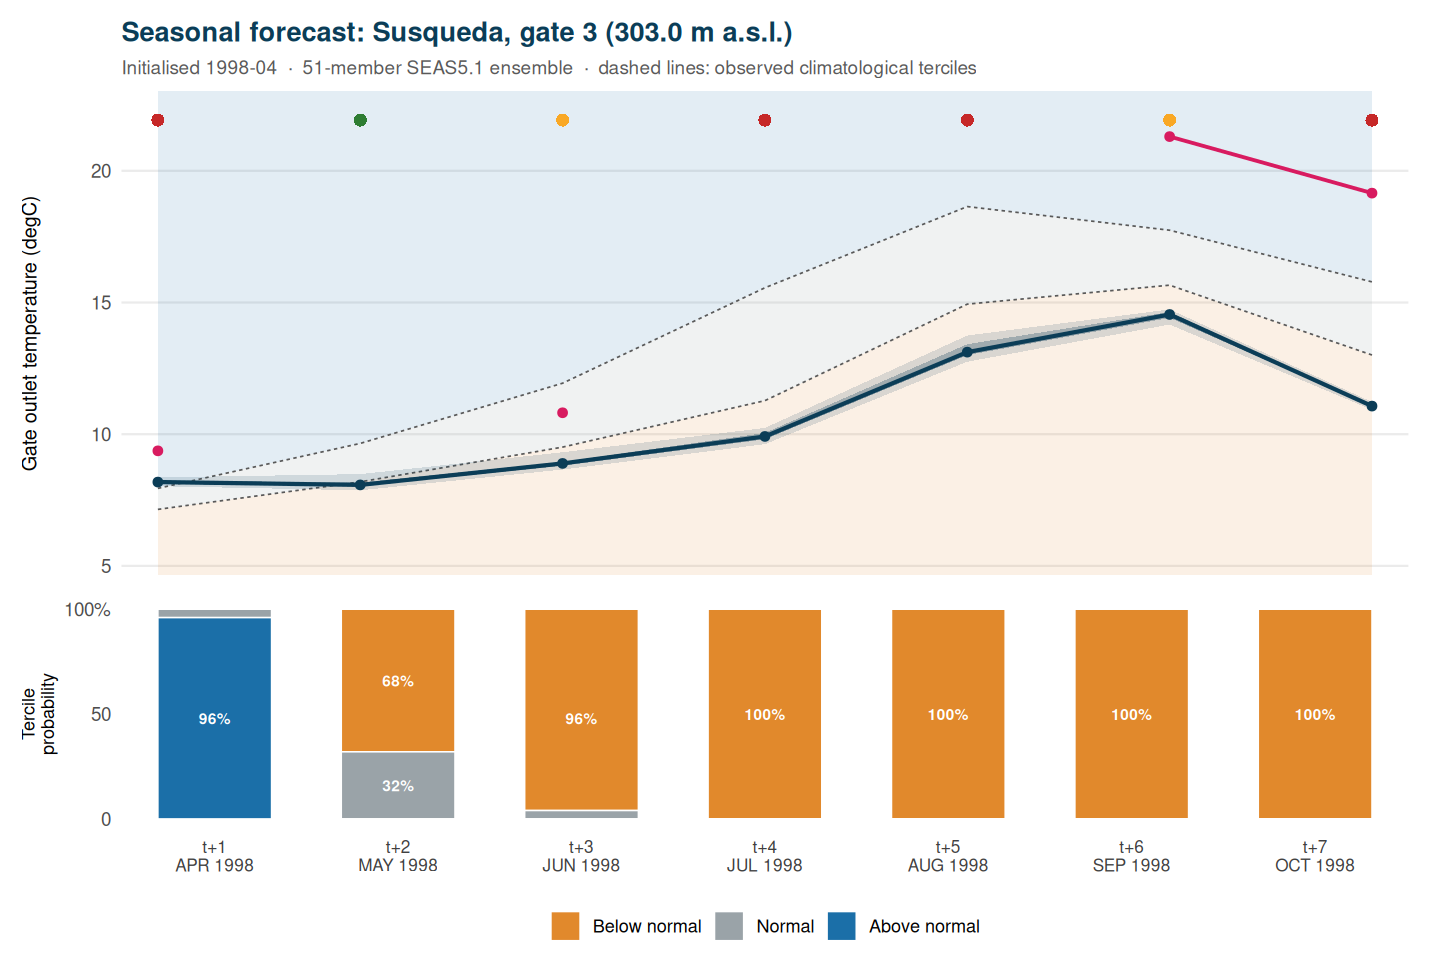 Seasonal forecast: Susqueda, gate 3 (303.0 m a.s.l.)
Initialised 1998-04 · 51-member SEAS5.1 ensemble · dashed lines: observed climatological terciles
Gate outlet temperature (degC)
20
15
10
5
Tercile
probability
100%
50
0
96%
68%
32%
96%
100%
100%
100%
100%
t+1
APR 1998
t+2
MAY 1998
t+3
JUN 1998
t+4
JUL 1998
t+5
AUG 1998
t+6
SEP 1998
t+7
OCT 1998
Below normal
Normal
Above normal